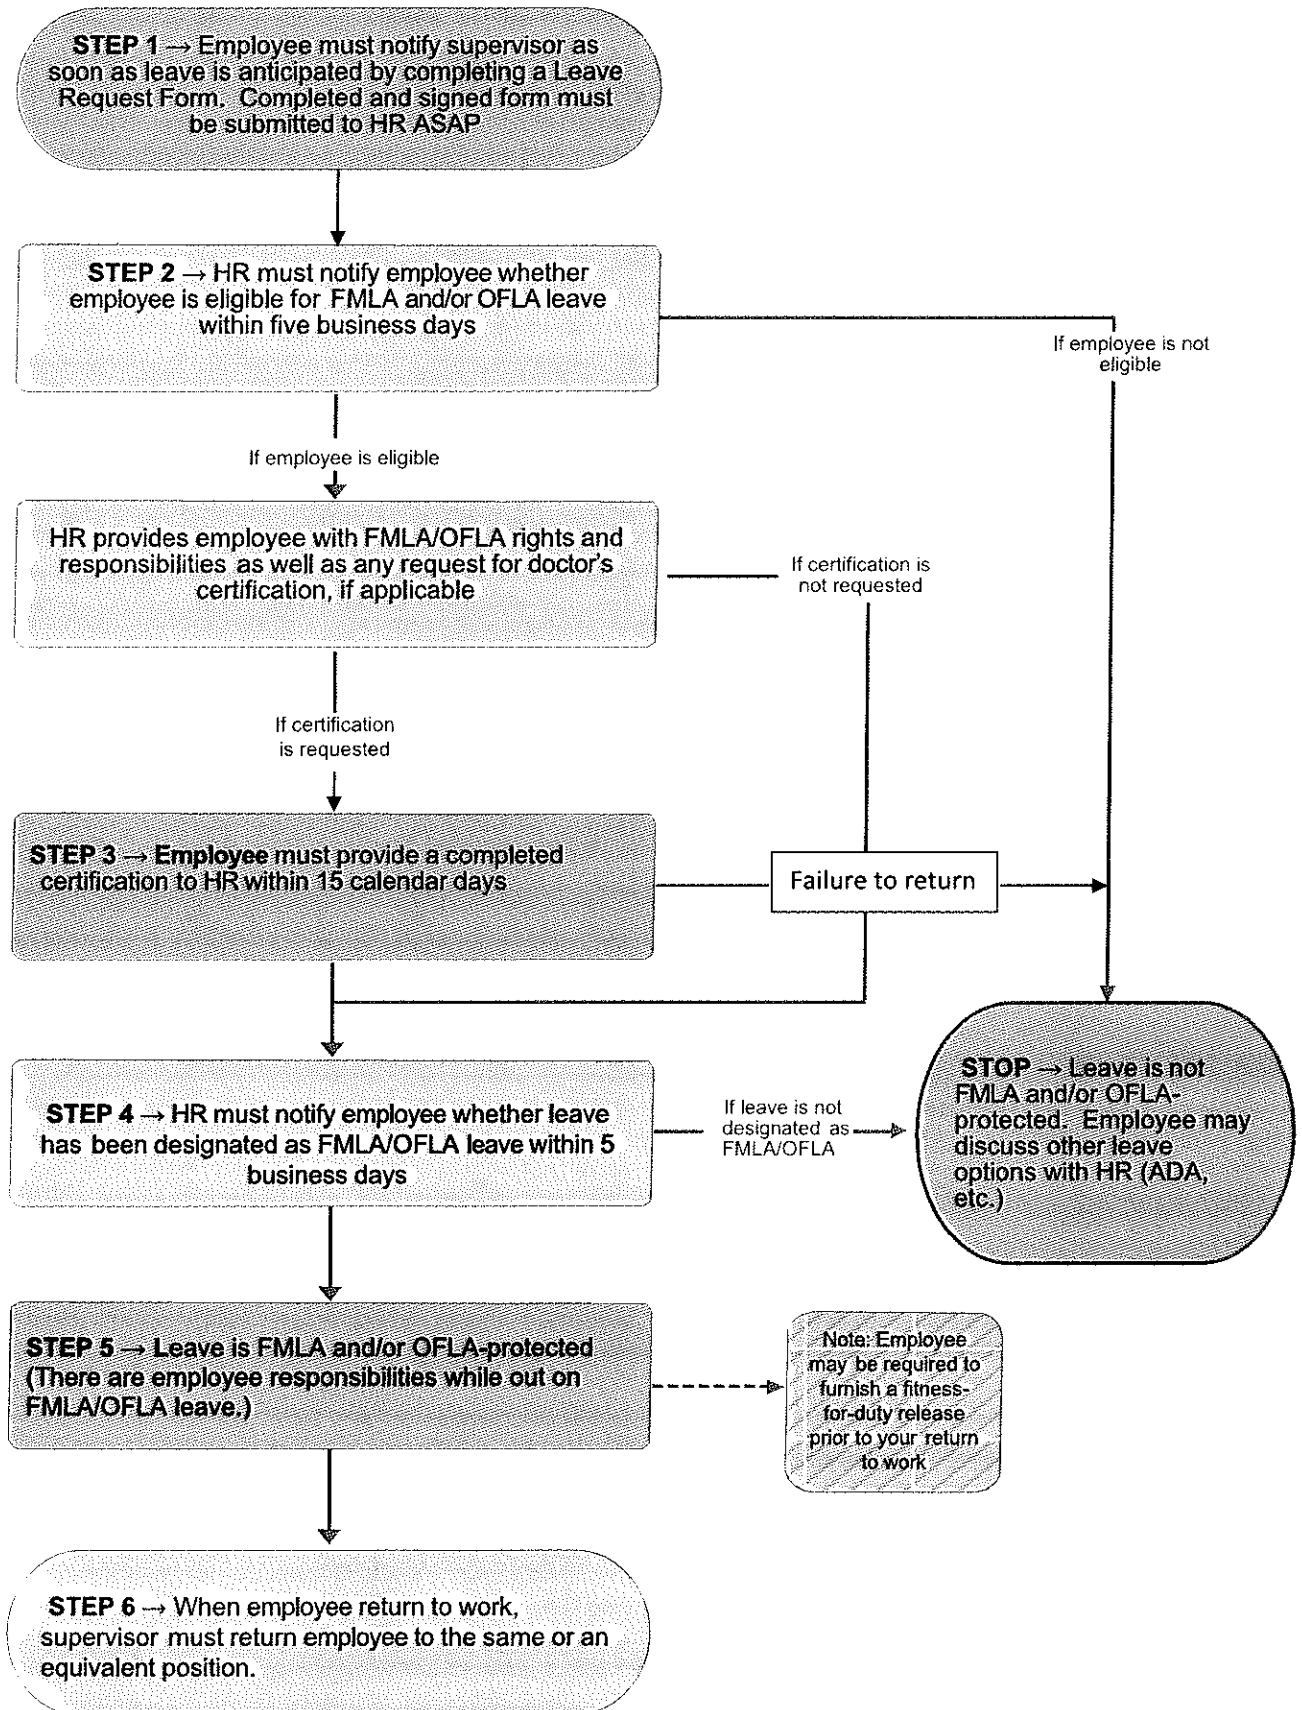 STEP 1 → Employee must notify supervisor as
soon as leave is anticipated by completing a Leave
Request Form.  Completed and signed form must
be submitted to HR ASAP
STEP 2 → HR must notify employee whether
employee is eligible for FMLA and/or OFLA leave
within five business days
If employee is not
eligible
If employee is eligible
HR provides employee with FMLA/OFLA rights and
responsibilities as well as any request for doctor's
certification, if applicable
If certification is
not requested
If certification
is requested
STEP 3 → Employee must provide a completed
certification to HR within 15 calendar days
Failure to return
STEP 4 → HR must notify employee whether leave
has been designated as FMLA/OFLA leave within 5
business days
If leave is not
designated as
FMLA/OFLA
STOP → Leave is not
FMLA and/or OFLA-
protected.  Employee may
discuss other leave
options with HR (ADA,
etc.)
STEP 5 → Leave is FMLA and/or OFLA-protected
(There are employee responsibilities while out on
FMLA/OFLA leave.)
Note: Employee
may be required to
furnish a fitness-
for-duty release
prior to your return
to work
STEP 6 → When employee return to work,
supervisor must return employee to the same or an
equivalent position.